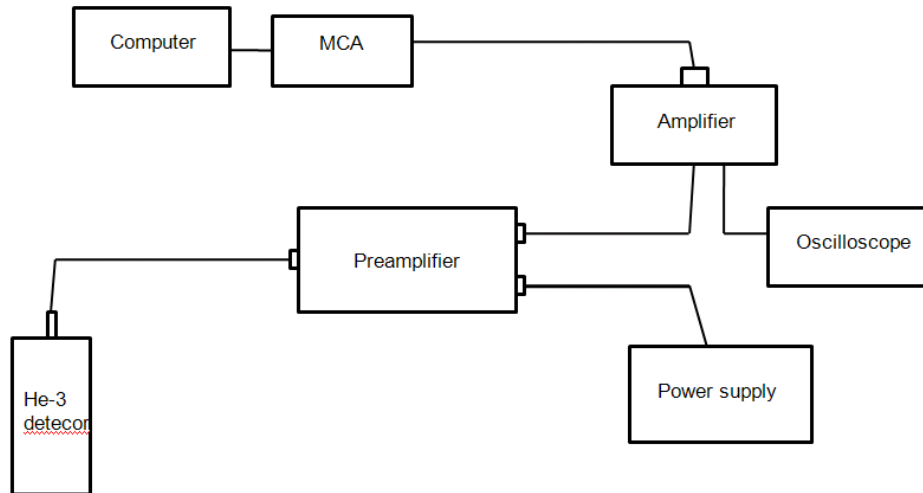 Computer
MCA
Amplifier
Oscilloscope
Preamplifier
Power supply
He-3
detecor